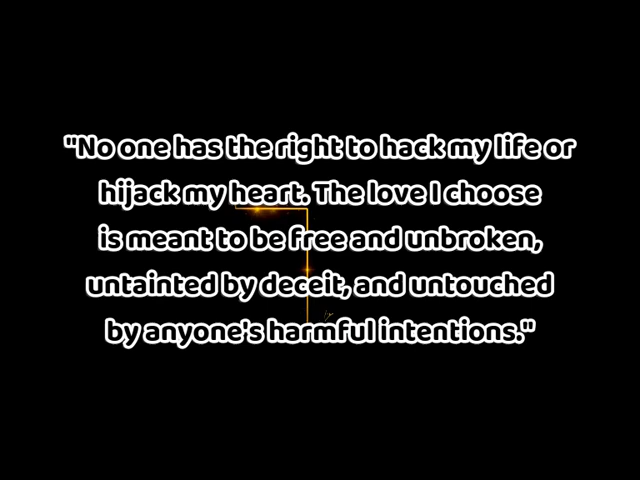 "No one has the right to hack my life or
hijack my heart. The love I choose
is meant to be free and unbroken,
untainted by deceit, and untouched
by anyone's harmful intentions."